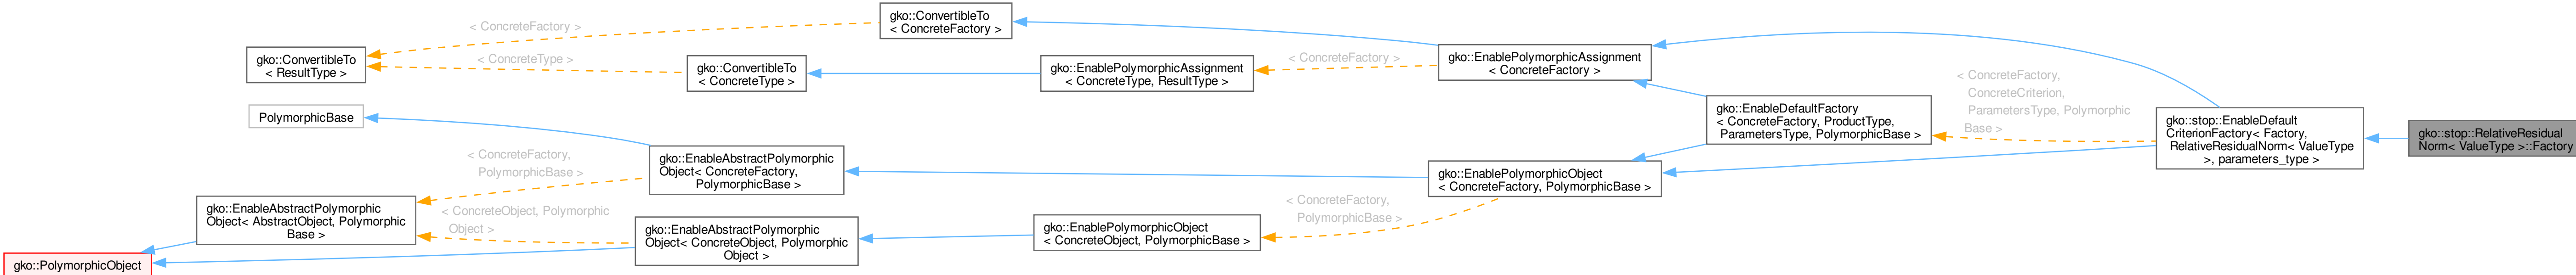 gko::ConvertibleTo
< ConcreteFactory >
< ConcreteFactory >
gko::ConvertibleTo
< ResultType >
< ConcreteType >
gko::ConvertibleTo
< ConcreteType >
gko::EnablePolymorphicAssignment
< ConcreteType, ResultType >
< ConcreteFactory >
gko::EnablePolymorphicAssignment
< ConcreteFactory >
PolymorphicBase
gko::EnableDefaultFactory
< ConcreteFactory, ProductType,
ParametersType, PolymorphicBase >
< ConcreteFactory,
ConcreteCriterion,
ParametersType, Polymorphic
Base >
gko::stop::EnableDefault
CriterionFactory< Factory,
RelativeResidualNorm< ValueType
>, parameters_type >
gko::stop::RelativeResidual
Norm< ValueType >::Factory
< ConcreteFactory,
PolymorphicBase >
gko::EnableAbstractPolymorphic
Object< ConcreteFactory,
PolymorphicBase >
gko::EnablePolymorphicObject
< ConcreteFactory, PolymorphicBase >
gko::EnableAbstractPolymorphic
Object< AbstractObject, Polymorphic
Base >
< ConcreteObject, Polymorphic
Object >
gko::EnableAbstractPolymorphic
Object< ConcreteObject, Polymorphic
Object >
gko::EnablePolymorphicObject
< ConcreteObject, PolymorphicBase >
< ConcreteFactory,
PolymorphicBase >
gko::PolymorphicObject